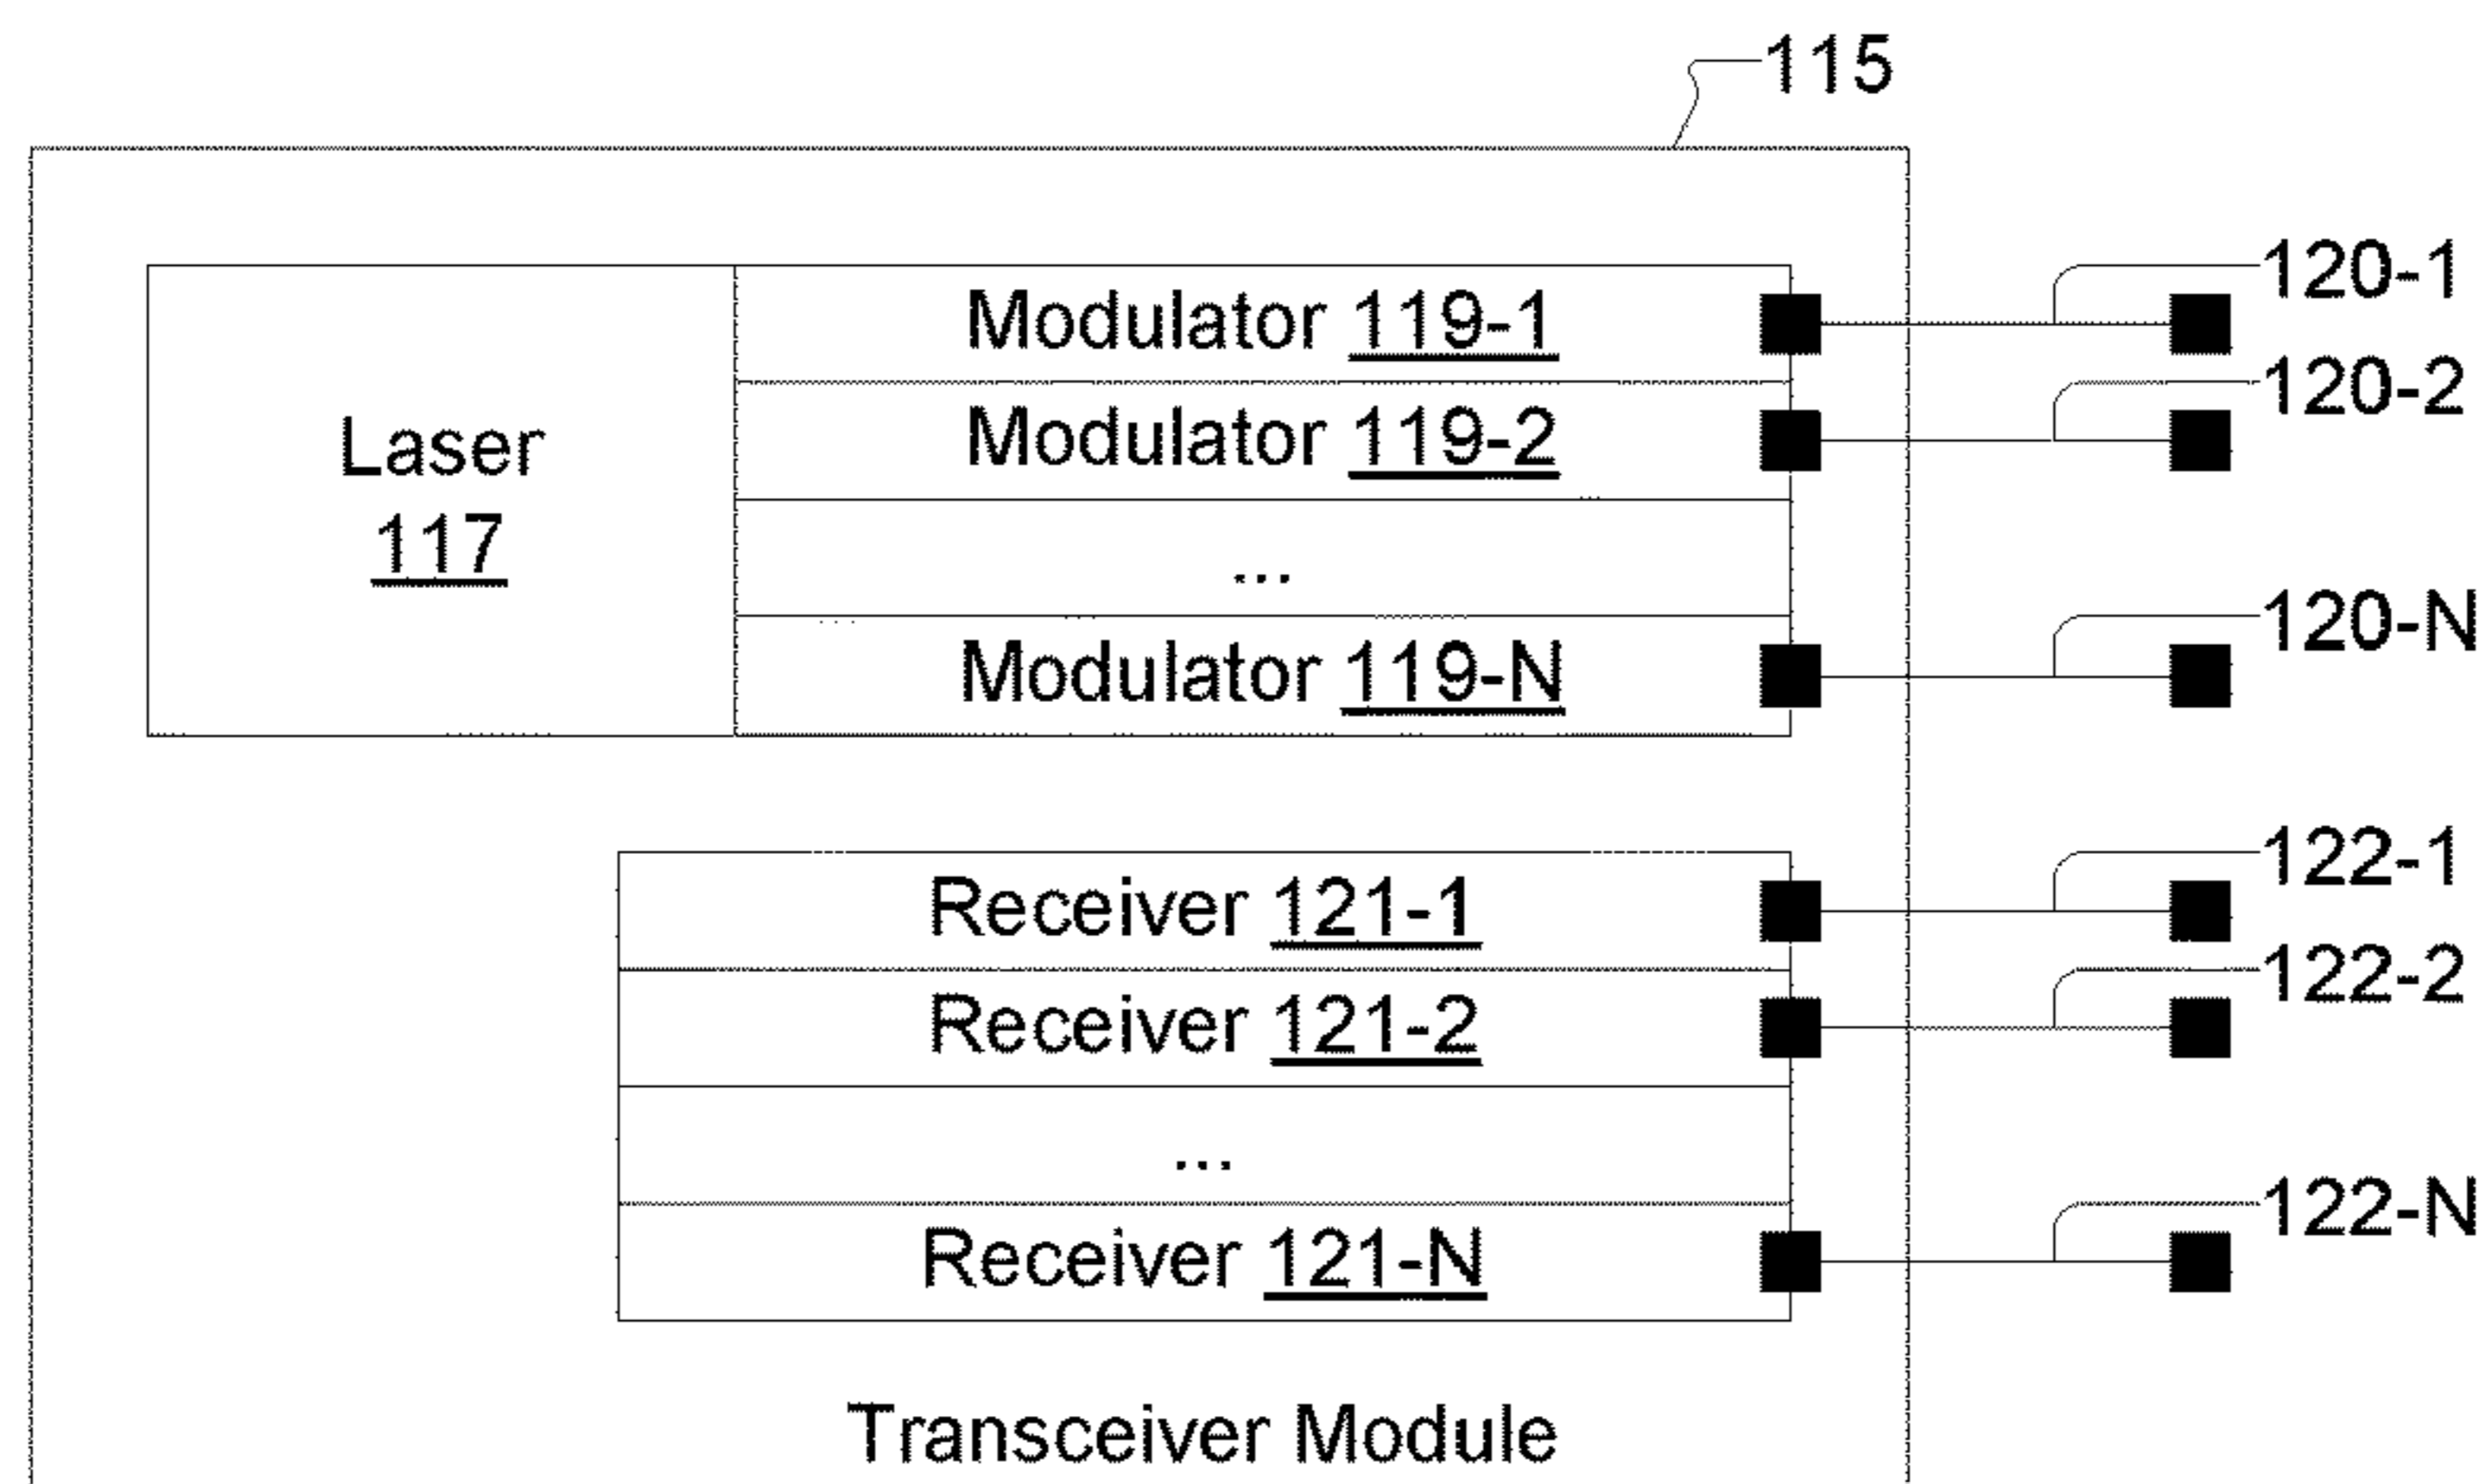 115
Laser
117
Modulator 119-1
Modulator 119-2
...
Modulator 119-N
120-1
120-2
120-N
Receiver 121-1
Receiver 121-2
...
Receiver 121-N
122-1
122-2
122-N
Transceiver Module